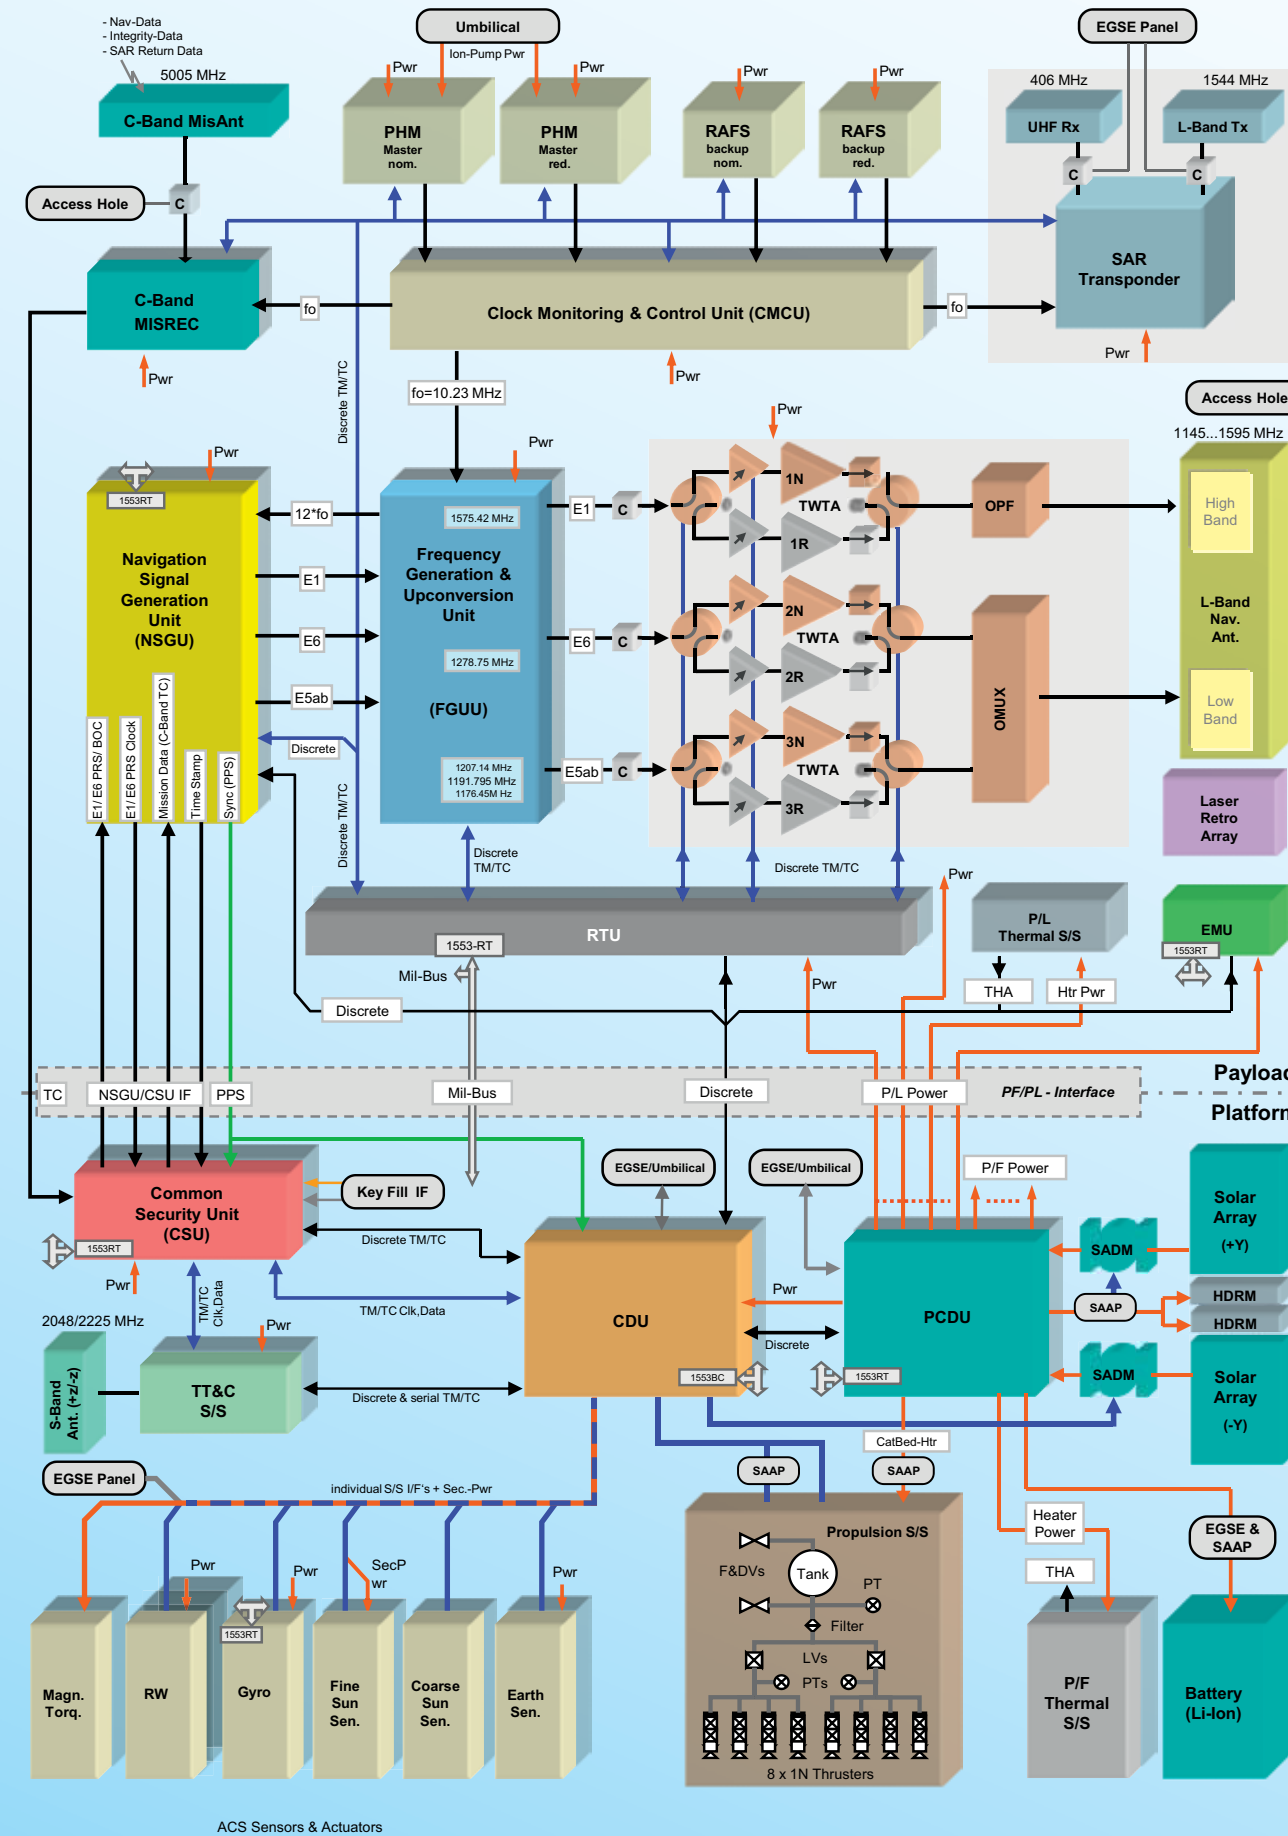 - Nav-Data
- Integrity-Data
- SAR Return Data
5005 MHz
C-Band MisAnt
Access Hole
C
Umbilical
Ion-Pump Pwr
Pwr
Pwr
Pwr
Pwr
PHM
Master
nom.
PHM
Master
red.
RAFS
backup
nom.
RAFS
backup
red.
EGSE Panel
406 MHz
1544 MHz
UHF Rx
L-Band Tx
C
C
SAR
Transponder
Pwr
C-Band
MISREC
fo
Pwr
Clock Monitoring & Control Unit (CMCU)
fo
Pwr
fo=10.23 MHz
Discrete TM/TC
Pwr
Pwr
Pwr
Access Hole
1145...1595 MHz
High
Band
L-Band
Nav.
Ant.
Low
Band
1553RT
Navigation
Signal
Generation
Unit
(NSGU)
12*fo
E1
E6
E5ab
Discrete
E1/ E6 PRS/ BOC
E1/ E6 PRS Clock
Mission Data (C-Band TC)
Time Stamp
Sync (PPS)
1575.42 MHz
Frequency
Generation &
Upconversion
Unit
1278.75 MHz
(FGUU)
1207.14 MHz
1191.795 MHz
1176.45M Hz
E1
C
E6
C
E5ab
C
1N
TWTA
1R
2N
TWTA
2R
3N
TWTA
3R
OPF
OMUX
Laser
Retro
Array
Discrete TM/TC
Discrete
TM/TC
Discrete TM/TC
RTU
1553-RT
Mil-Bus
Pwr
Pwr
P/L
Thermal S/S
THA
Htr Pwr
EMU
1553RT
Discrete
TC
NSGU/CSU IF
PPS
Mil-Bus
Discrete
P/L Power
PF/PL - Interface
Payload
Platform
Common
Security Unit
(CSU)
1553RT
Pwr
Key Fill IF
Discrete TM/TC
TM/TC Clk,Data
TM/TC
Clk,Data
EGSE/Umbilical
EGSE/Umbilical
P/F Power
CDU
1553BC
Pwr
Discrete
PCDU
1553RT
SADM
SAAP
SADM
Solar
Array
(+Y)
HDRM
HDRM
Solar
Array
(-Y)
2048/2225 MHz
S-Band
Ant. (+z/-z)
Pwr
TT&C
S/S
Discrete & serial TM/TC
EGSE Panel
individual S/S I/F's + Sec.-Pwr
CatBed-Htr
SAAP
SAAP
Pwr
Pwr
SecP
wr
Pwr
1553RT
Magn.
Torq.
RW
Gyro
Fine
Sun
Sen.
Coarse
Sun
Sen.
Earth
Sen.
Propulsion S/S
F&DVs
Tank
PT
Filter
LVs
PTs
8 x 1N Thrusters
Heater
Power
THA
P/F
Thermal
S/S
EGSE &
SAAP
Battery
(Li-Ion)
ACS Sensors & Actuators